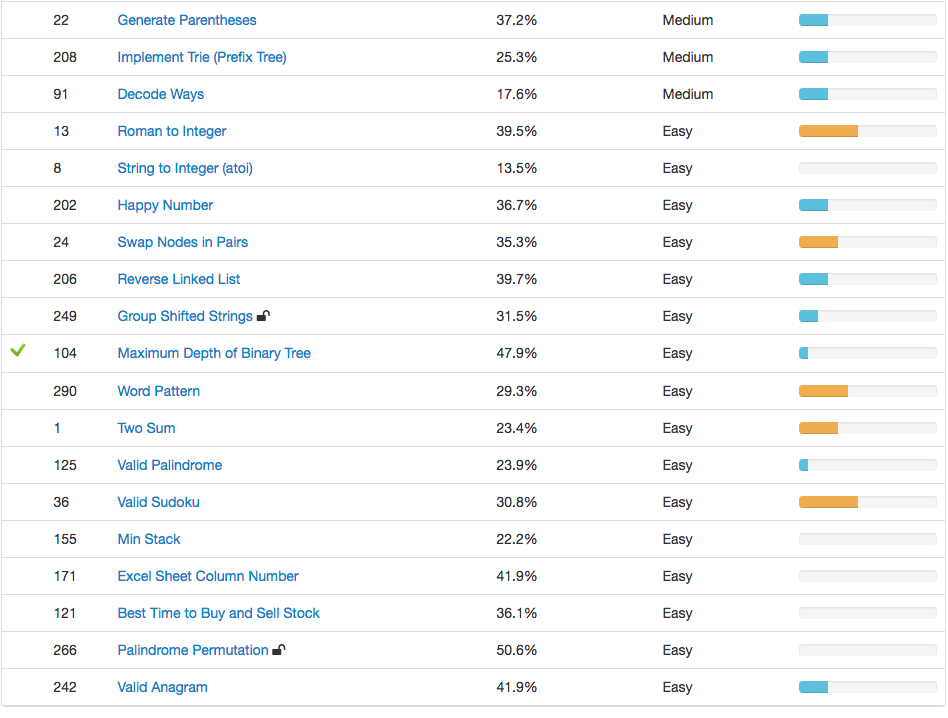 22 Generate Parentheses 37.2% Medium
208 Implement Trie (Prefix Tree) 25.3% Medium
91 Decode Ways 17.6% Medium
13 Roman to Integer 39.5% Easy
8 String to Integer (atoi) 13.5% Easy
202 Happy Number 36.7% Easy
24 Swap Nodes in Pairs 35.3% Easy
206 Reverse Linked List 39.7% Easy
249 Group Shifted Strings 31.5% Easy
104 Maximum Depth of Binary Tree 47.9% Easy
290 Word Pattern 29.3% Easy
1 Two Sum 23.4% Easy
125 Valid Palindrome 23.9% Easy
36 Valid Sudoku 30.8% Easy
155 Min Stack 22.2% Easy
171 Excel Sheet Column Number 41.9% Easy
121 Best Time to Buy and Sell Stock 36.1% Easy
266 Palindrome Permutation 50.6% Easy
242 Valid Anagram 41.9% Easy